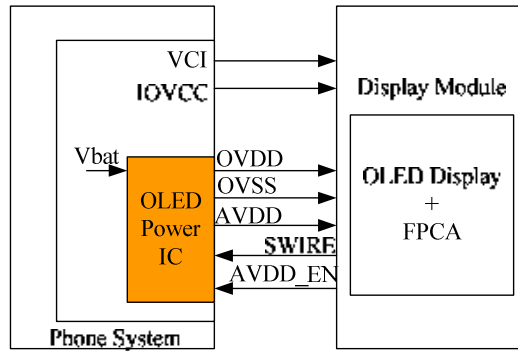 VCI
IOVCC
Display Module
Vbat
OVDD
OVSS
AVDD
SWIRE
AVDD_EN
OLED
Power
IC
OLED Display
+
FPCA
Phone System